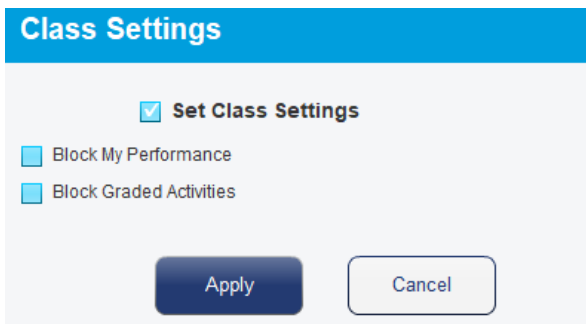 Class Settings
Set Class Settings
Block My Performance
Block Graded Activities
Apply Cancel